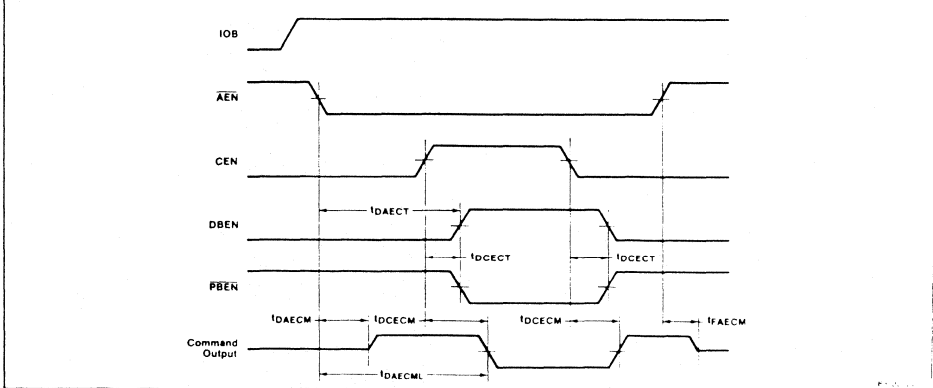 IOB
AEN
CEN
tDAECT
DBEN
tDCECT
tDCECT
PBEN
tDAECM
tDCECM
tDCECM
tFAECM
Command
Output
tDAECML